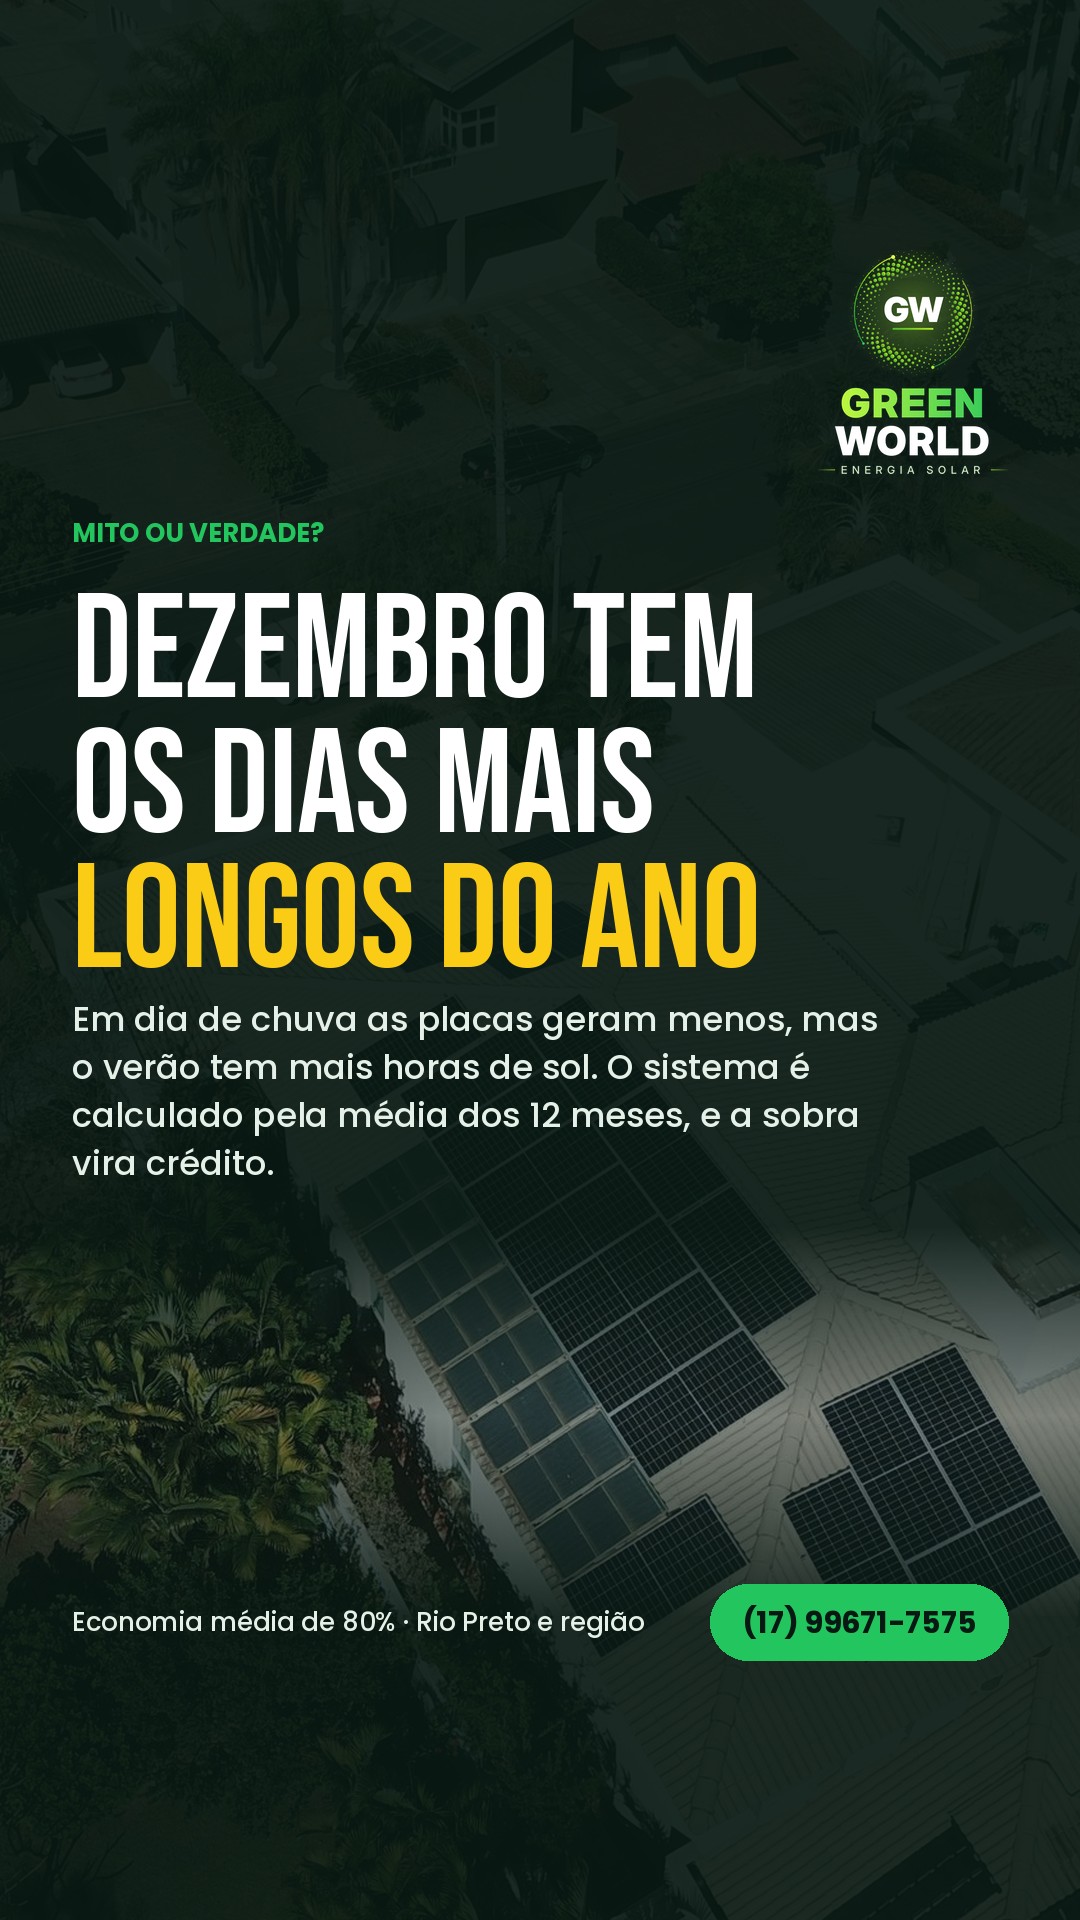 GW
GREEN
WORLD
ENERGIA SOLAR
MITO OU VERDADE?
DEZEMBRO TEM
OS DIAS MAIS
LONGOS DO ANO
Em dia de chuva as placas geram menos, mas
o verão tem mais horas de sol. O sistema é
calculado pela média dos 12 meses, e a sobra
vira crédito.
Economia média de 80% · Rio Preto e região
(17) 99671-7575